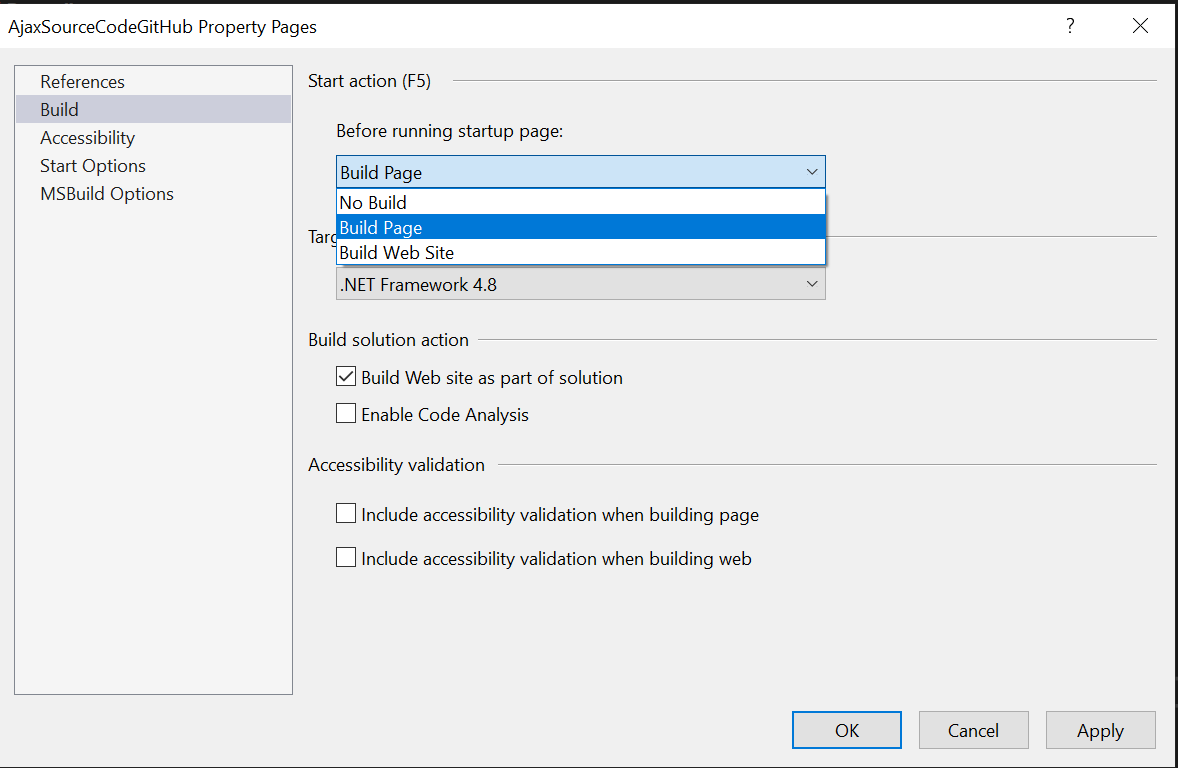 AjaxSourceCodeGitHub Property Pages
?
References
Build
Accessibility
Start Options
MSBuild Options
Start action (F5)
Before running startup page:
Build Page
No Build
Build Page
Build Web Site
.NET Framework 4.8
Build solution action
Build Web site as part of solution
Enable Code Analysis
Accessibility validation
Include accessibility validation when building page
Include accessibility validation when building web
OK
Cancel
Apply